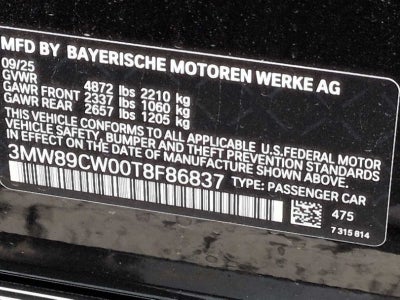 MFD BY BAYERISCHE MOTOREN WERKE AG
09/25
GVWR 4872 lbs 2210 kg
GAWR FRONT 2337 lbs 1060 kg
GAWR REAR 2657 lbs 1205 kg
THIS VEHICLE CONFORMS TO ALL APPLICABLE U.S.FEDERAL MOTOR
VEHICLE SAFETY, BUMPER AND THEFT PREVENTION STANDARDS
IN EFFECT ON THE DATE OF MANUFACTURE SHOWN ABOVE.
3MW89CW00T8F86837 TYPE: PASSENGER CAR
475
7 315 814